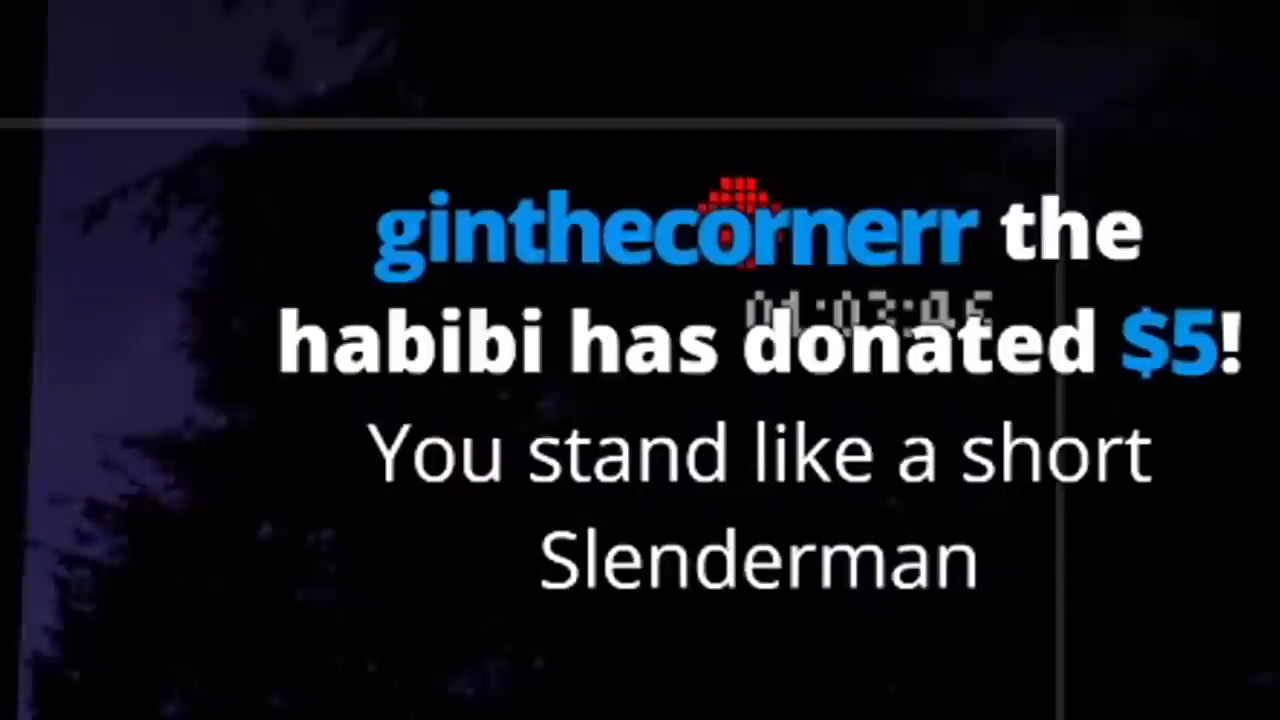 ginthecornerr the
habibi has donated $5!
You stand like a short
Slenderman